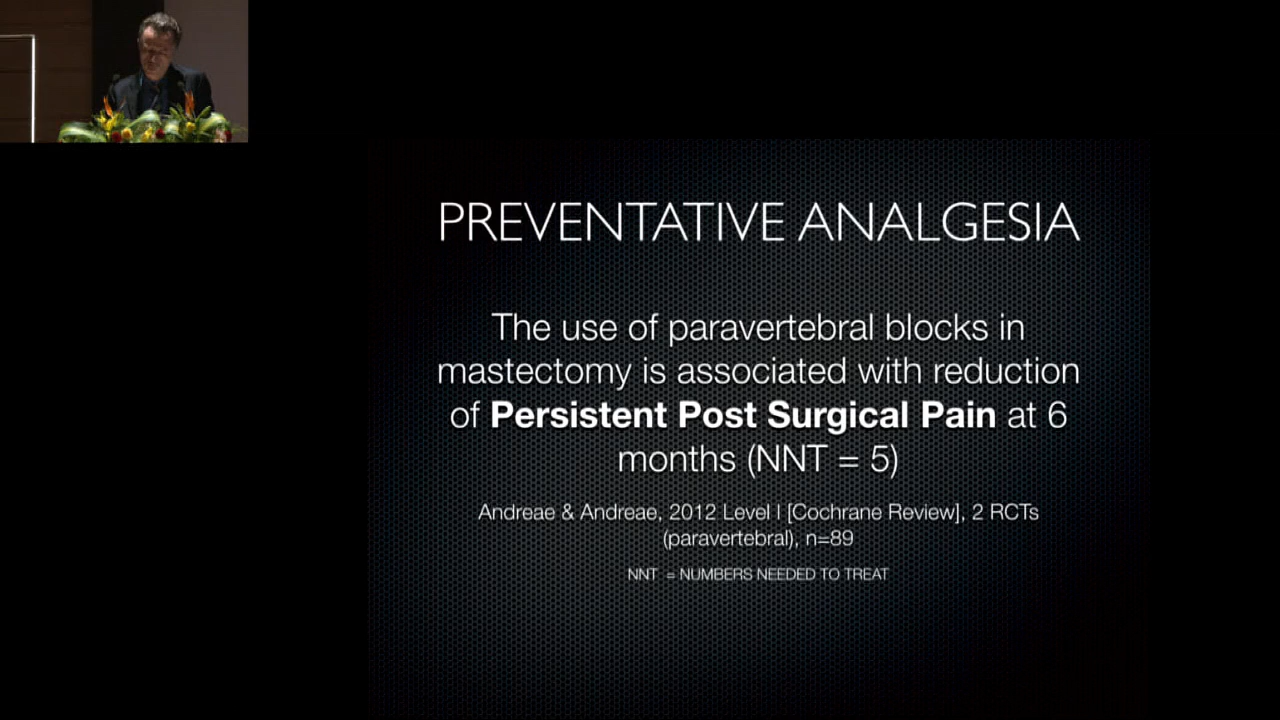 PREVENTATIVE ANALGESIA
The use of paravertebral blocks in
mastectomy is associated with reduction
of Persistent Post Surgical Pain at 6
months (NNT = 5)
Andreae & Andreae, 2012 Level I [Cochrane Review], 2 RCTs
(paravertebral), n=89
NNT = NUMBERS NEEDED TO TREAT